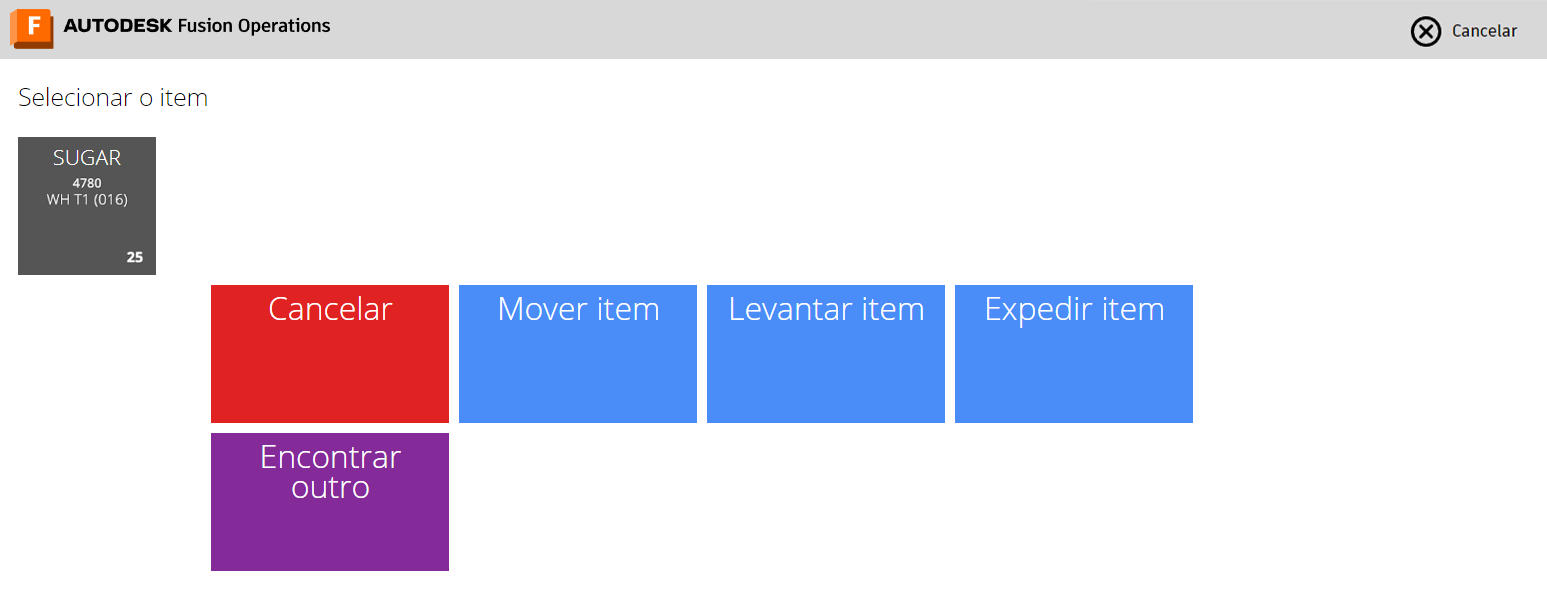 F AUTODESK Fusion Operations
Cancelar
Selecionar o item
SUGAR
4780
WH T1 (016)
25
Cancelar
Mover item
Levantar item
Expedir item
Encontrar
outro